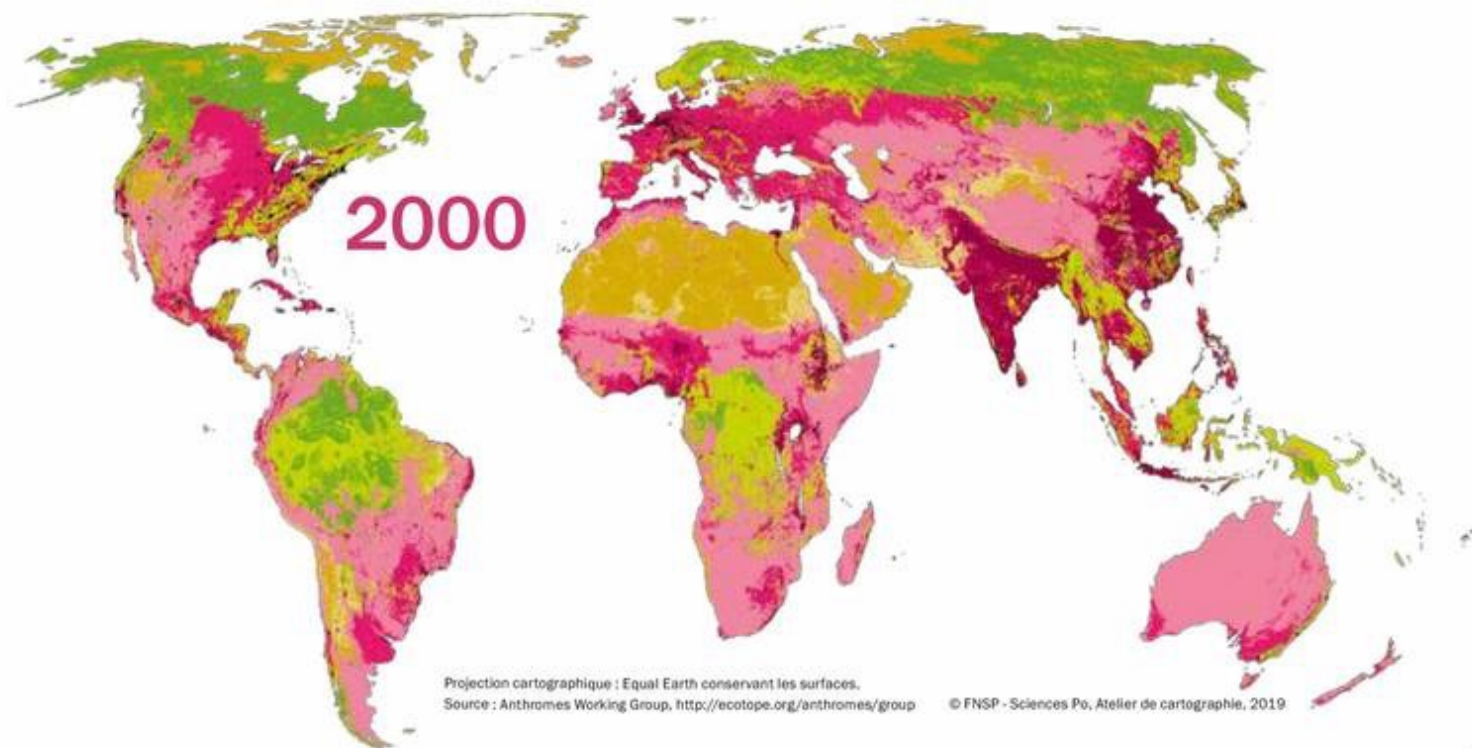 2000
Projection cartographique : Equal Earth conservant les surfaces.
Source : Anthromes Working Group, http://ecotope.org/anthromes/group © FNSP - Sciences Po, Atelier de cartographie, 2019